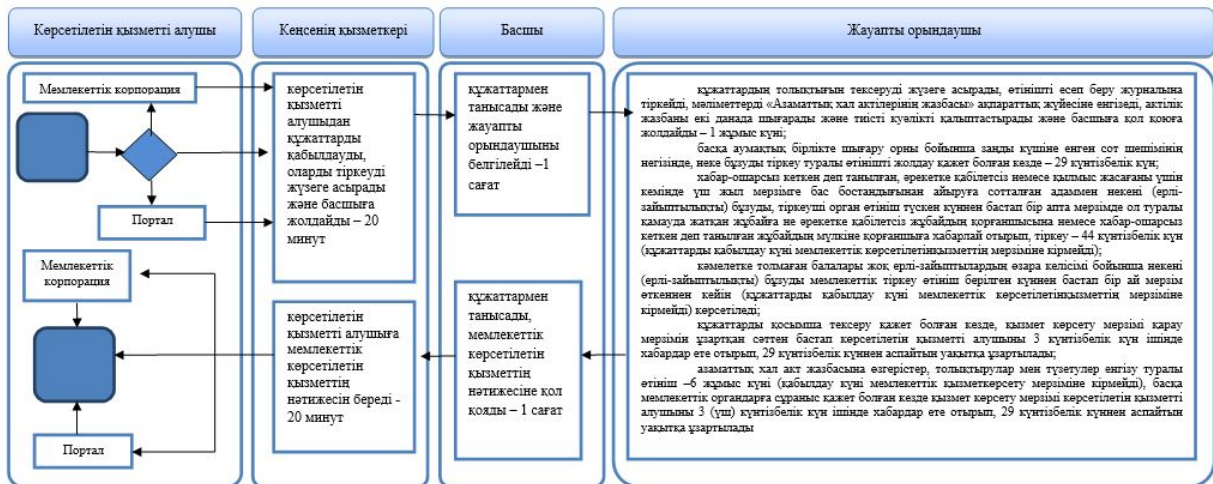 Көрсетілетін қызметті алушы
Кеңсенің қызметкері
Басшы
Жауапты орындаушы
Мемлекеттік корпорация
Портал
Мемлекеттік
корпорация
Портал
көрсетілетін
қызметті
алушыдан
құжаттарды
қабылдауды,
оларды тіркеуді
жүзеге асырады
және басшыға
жолдайды – 20
минут
көрсетілетін
қызметті алушыға
мемлекеттік
көрсетілетін
қызметтің
нәтижесін береді -
20 минут
құжаттармен
танысады және
жауапты
орындаушыны
белгілейді –1
сағат
құжаттармен
танысады,
мемлекеттік
көрсетілетін
қызметтің
нәтижесіне қол
қояды – 1 сағат
құжаттардың толықтығын тексеруді жүзеге асырады, өтінішті есеп беру журналына
тіркейді, мәліметтерді «Азаматтық хал актілерінің жазбасы» ақпараттық жүйесіне енгізеді, актілік
жазбаны екі данада шығарады және тиісті куәлікті қалыптастырады және басшыға қол қоюға
жолдайды – 1 жұмыс күні;
басқа аумақтық бірлікте шығару орны бойынша заңды күшіне енген сот шешімінің
негізінде, неке бұзуды тіркеу туралы өтінішті жолдау қажет болған кезде – 29 күнтізбелік күн;
хабар-ошарсыз кеткен деп танылған, әрекетке қабілетсіз немесе қылмыс жасағаны үшін
кемінде үш жыл мерзімге бас бостандығынан айыруға сотталған адаммен некені (ерлі-
зайыптылықты) бұзуды, тіркеуші орган өтініш түскен күннен бастап бір апта мерзімде ол туралы
қамауда жатқан жұбайға не әрекетке қабілетсіз жұбайдың қорғаншысына немесе хабар-ошарсыз
кеткен деп танылған жұбайдың мүлкіне қорғаншыға хабарлай отырып, тіркеу – 44 күнтізбелік күн
(құжаттарды қабылдау күні мемлекеттік көрсетілетінқызметтің мерзіміне кірмейді);
кәмелетке толмаған балалары жоқ ерлі-зайыптылардың өзара келісімі бойынша некені
(ерлі-зайыптылықты) бұзуды мемлекеттік тіркеу өтініш берілген күннен бастап бір ай мерзім
өткеннен кейін (құжаттарды қабылдау күні мемлекеттік көрсетілетінқызметтің мерзіміне
кірмейді) көрсетіледі;
құжаттарды қосымша тексеру қажет болған кезде, қызмет көрсету мерзімі қарау
мерзімін ұзартқан сәттен бастап көрсетілетін қызметті алушыны 3 күнтізбелік күн ішінде
хабардар ете отырып, 29 күнтізбелік күннен аспайтын уақытқа ұзартылады;
азаматтық хал акт жазбасына өзгерістер, толықтырулар мен түзетулер енгізу туралы
өтініш –6 жұмыс күні (қабылдау күні мемлекеттік қызметкөрсету мерзіміне кірмейді), басқа
мемлекеттік органдарға сұраныс қажет болған кезде қызмет көрсету мерзімі көрсетілетін қызметті
алушыны 3 (үш) күнтізбелік күн ішінде хабардар ете отырып, 29 күнтізбелік күннен аспайтын
уақытқа ұзартылады